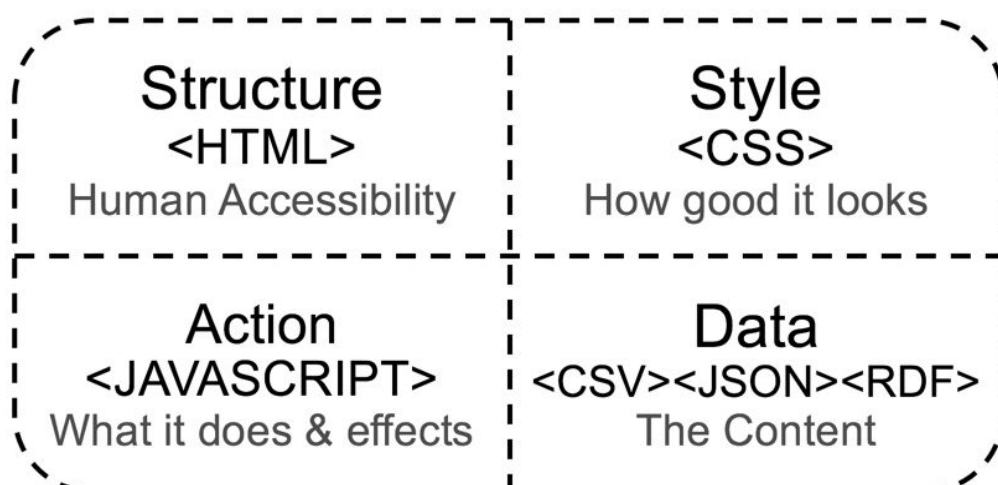 Structure
<HTML>
Human Accessibility
Style
<CSS>
How good it looks
Action
<JAVASCRIPT>
What it does & effects
Data
<CSV><JSON><RDF>
The Content